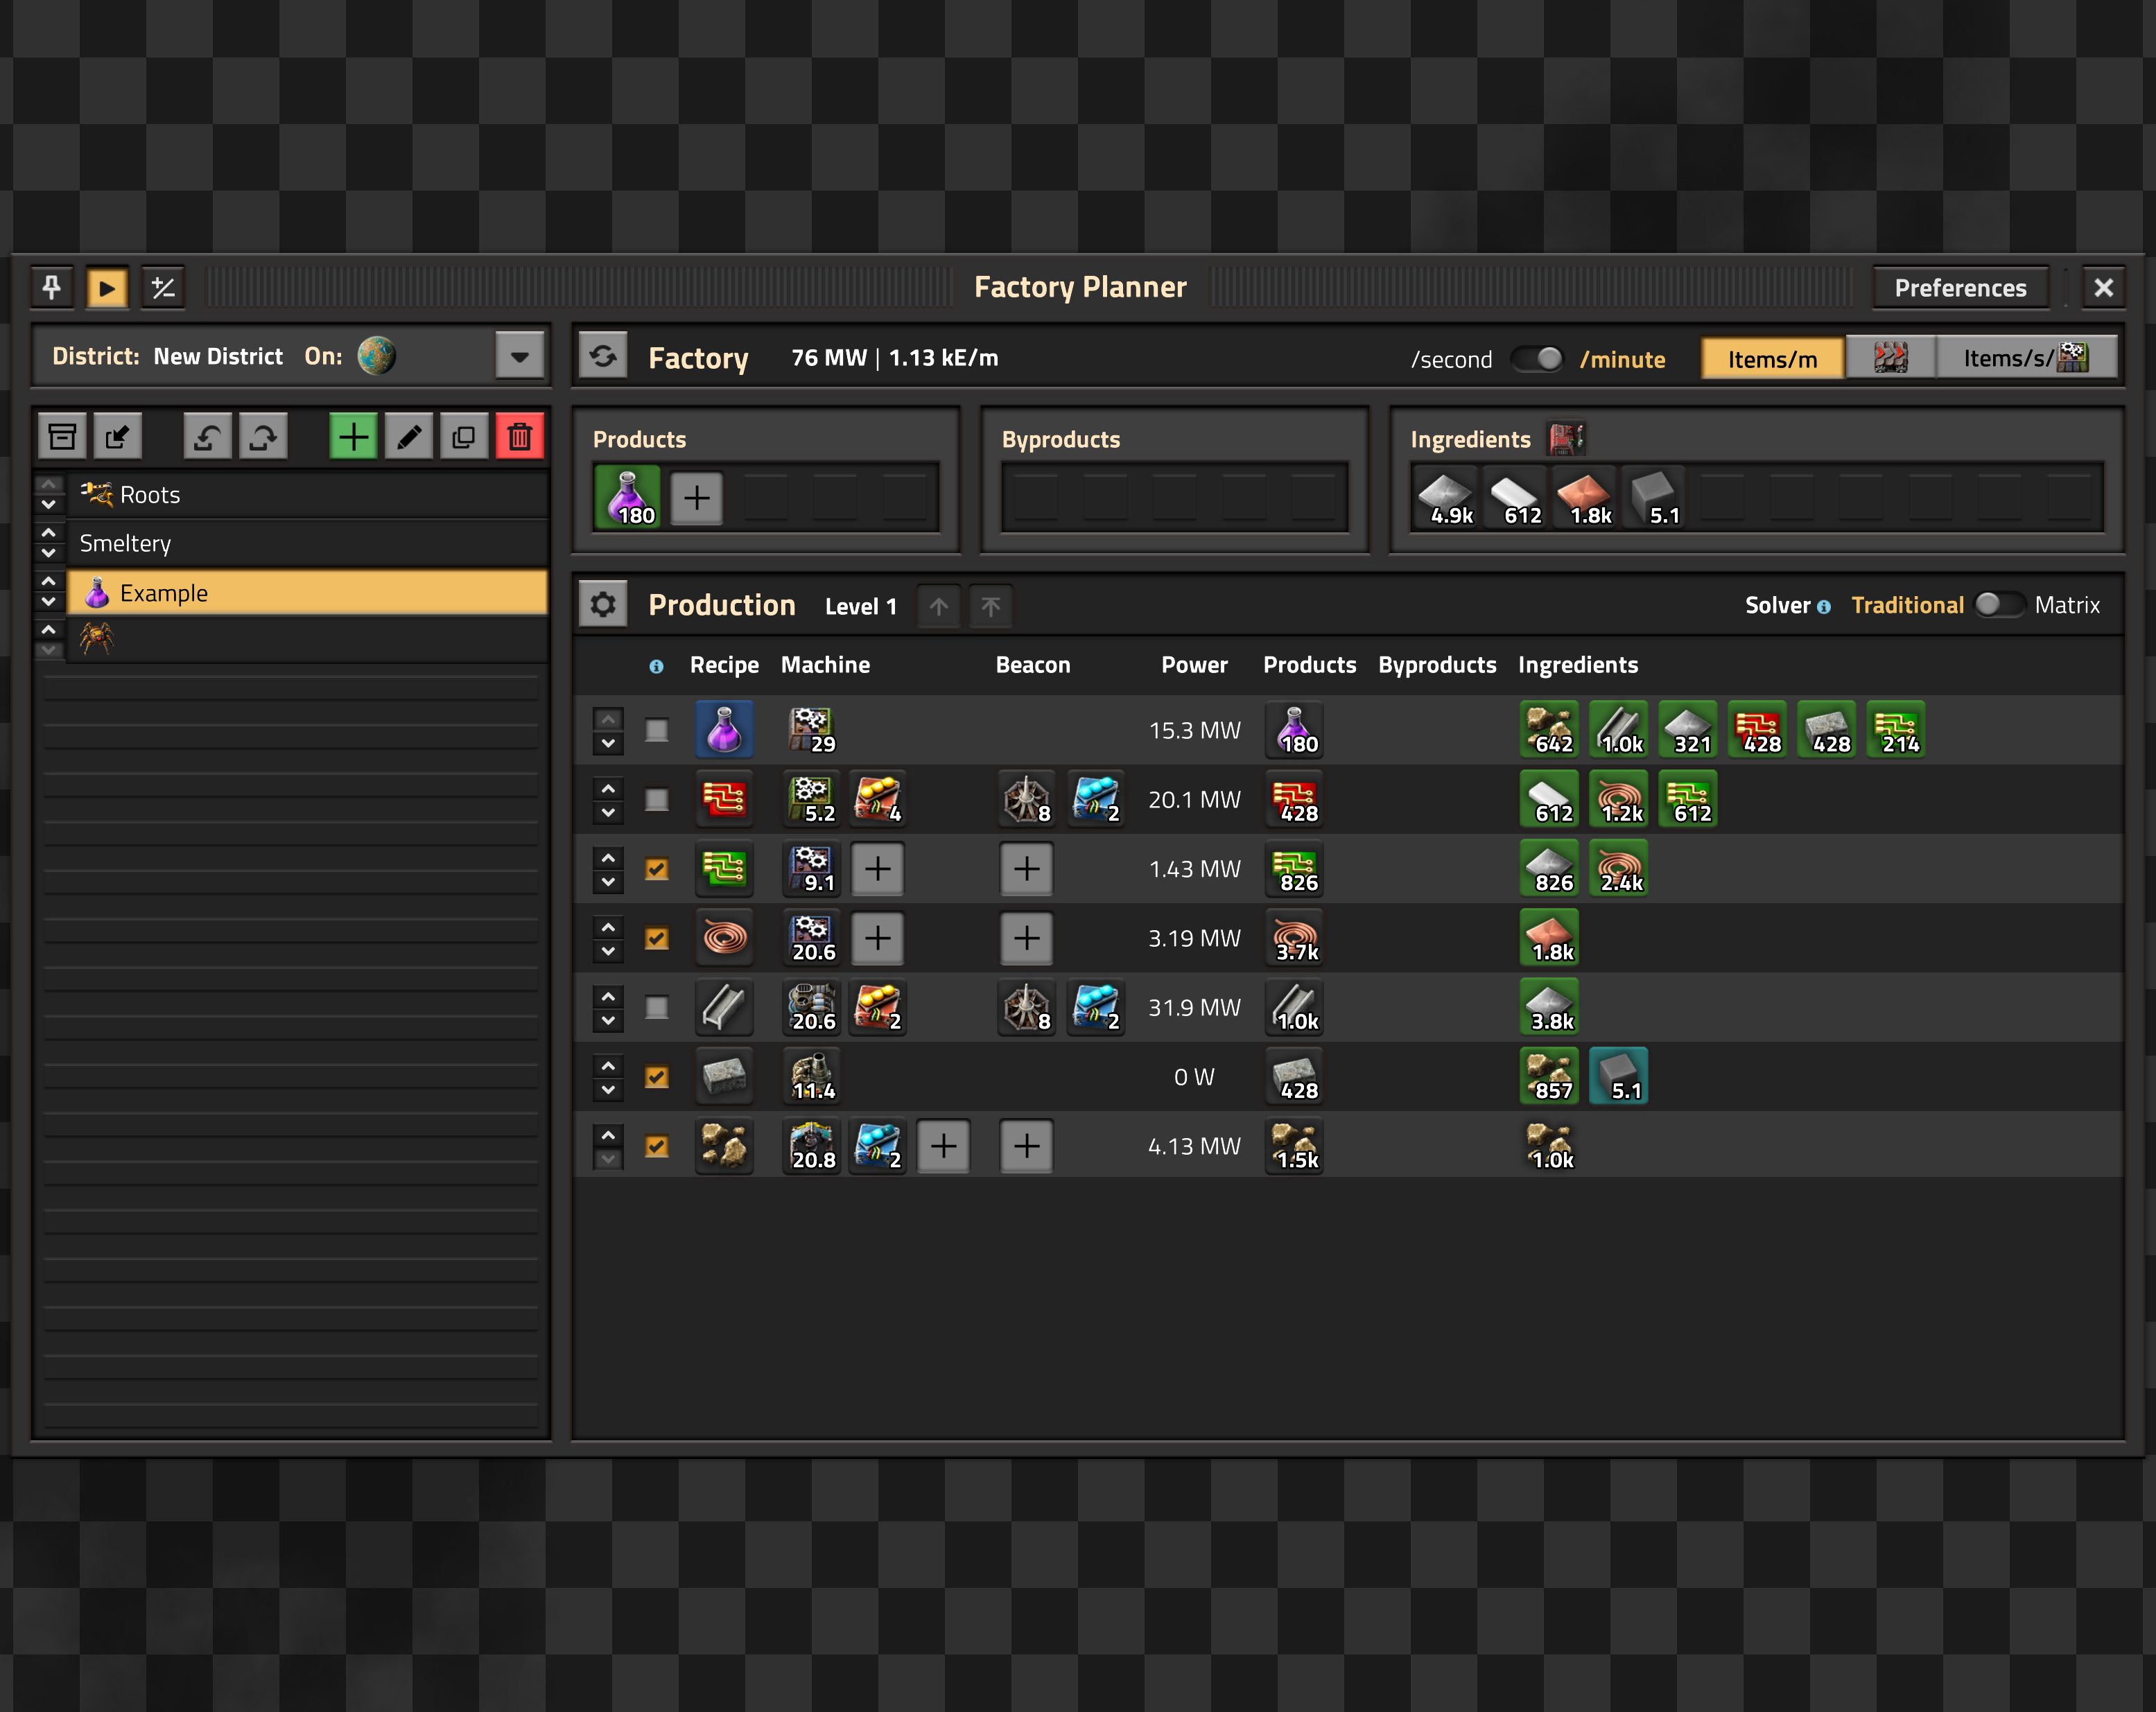 Factory Planner
Preferences
District: New District On:
Factory 76 MW | 1.13 kE/m
/second /minute
Items/m
Items/s/
Products
180
Byproducts
Ingredients
4.9k 612 1.8k 5.1
Roots
Smeltery
Example
Production Level 1
Solver Traditional Matrix
Recipe Machine Beacon Power Products Byproducts Ingredients
29 15.3 MW 180 642 1.0k 321 428 428 214
5.2 4 8 2 20.1 MW 428 612 1.2k 612
9.1 1.43 MW 826 826 2.4k
20.6 3.19 MW 3.7k 1.8k
20.6 2 8 2 31.9 MW 1.0k 3.8k
11.4 0 W 428 857 5.1
20.8 2 4.13 MW 1.5k 1.0k